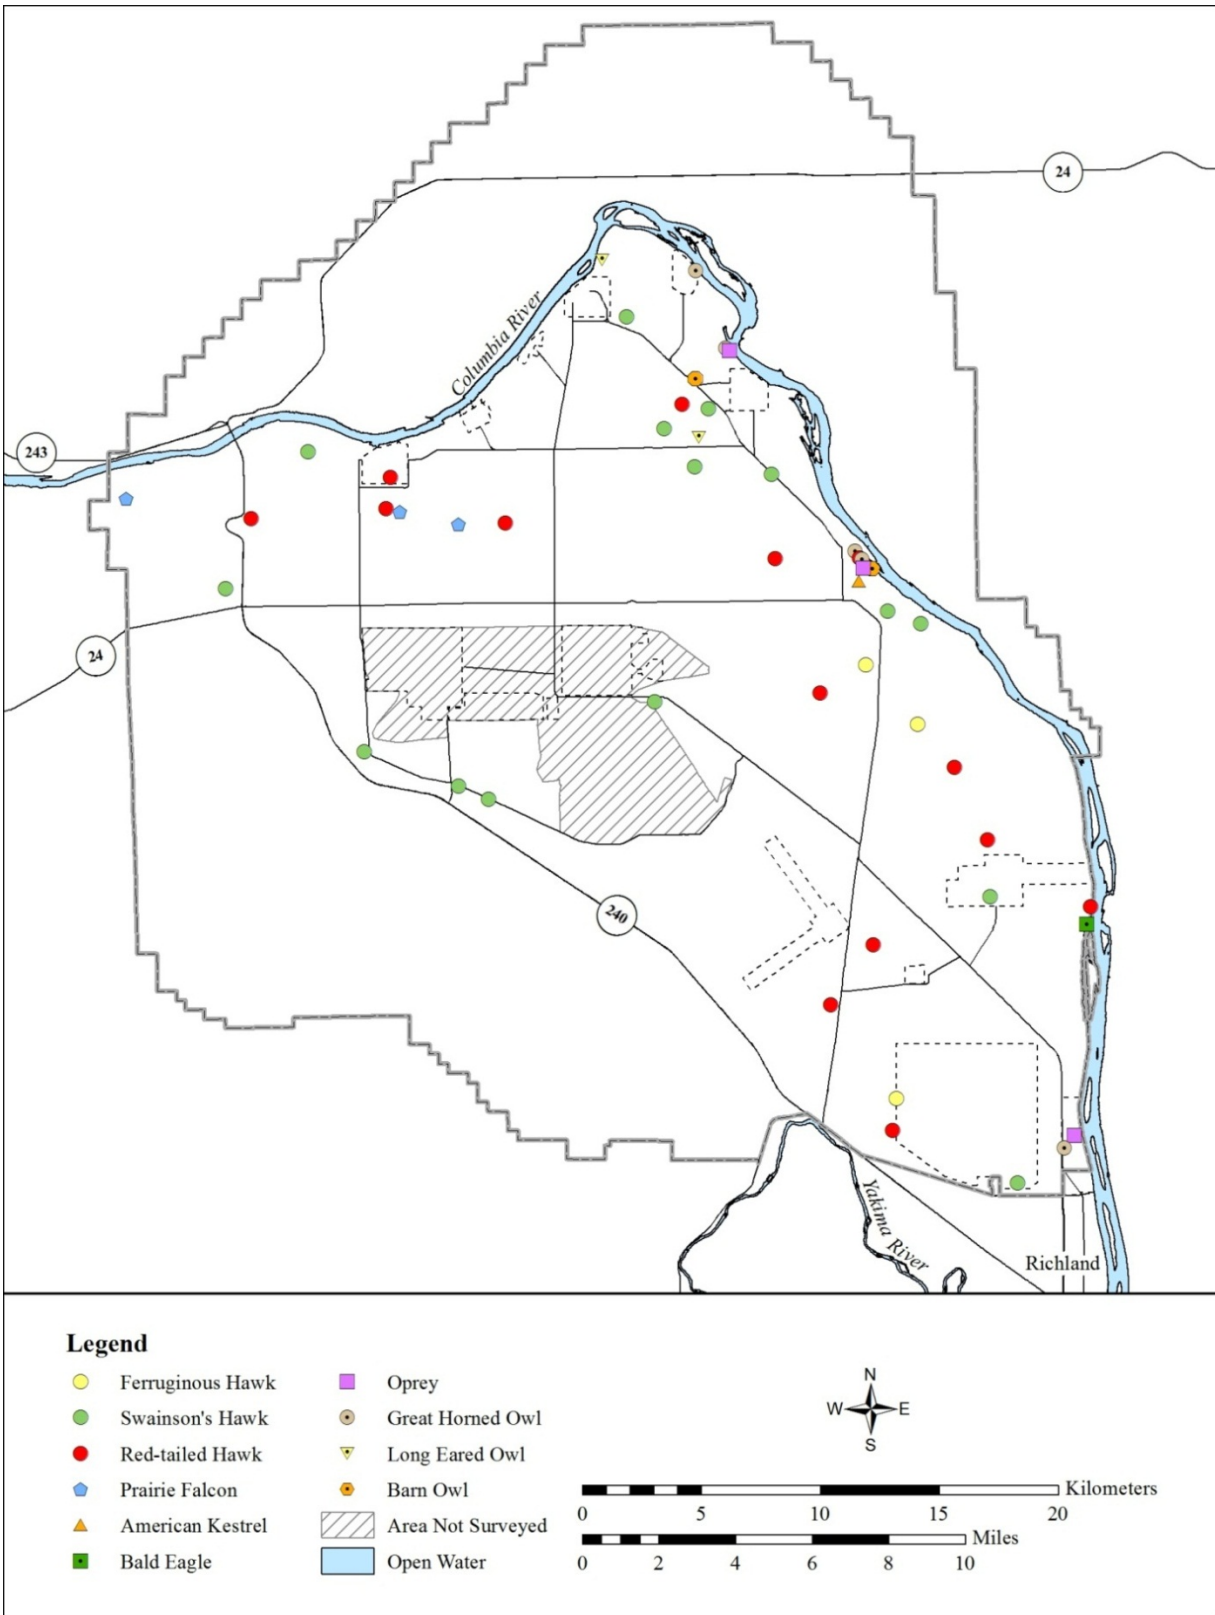 24
Columbia River
243
24
240
Yakima River
Richland
Legend
Ferruginous Hawk
Swainson's Hawk
Red-tailed Hawk
Prairie Falcon
American Kestrel
Bald Eagle
Oprey
Great Horned Owl
Long Eared Owl
Barn Owl
Area Not Surveyed
Open Water
N
W E
S
Kilometers
0 5 10 15 20
Miles
0 2 4 6 8 10